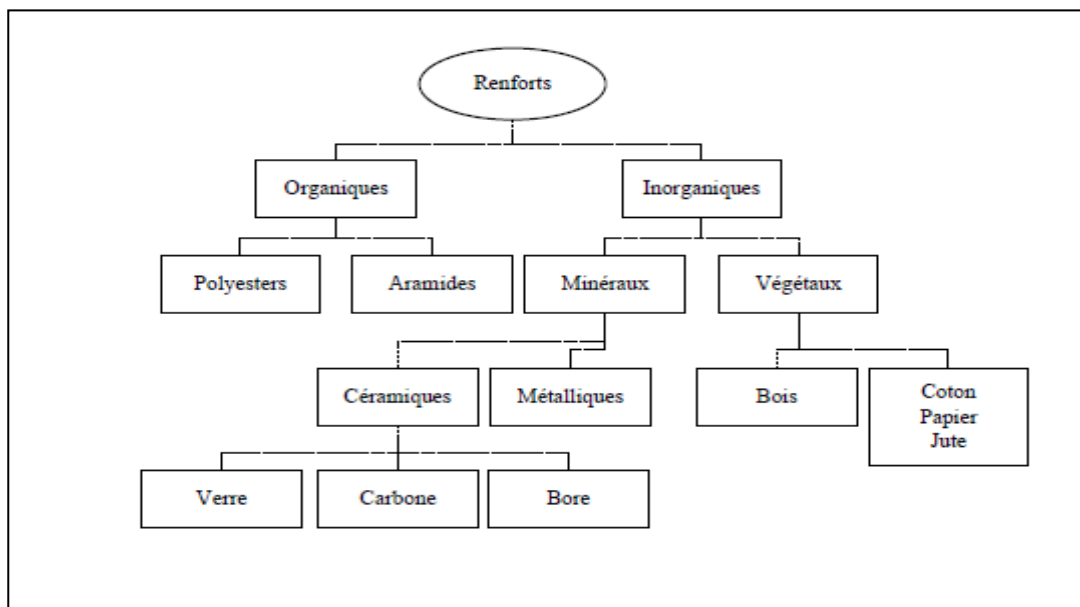 Renforts
Organiques
Inorganiques
Polyesters
Aramides
Minéraux
Végétaux
Céramiques
Métalliques
Bois
Coton
Papier
Jute
Verre
Carbone
Bore